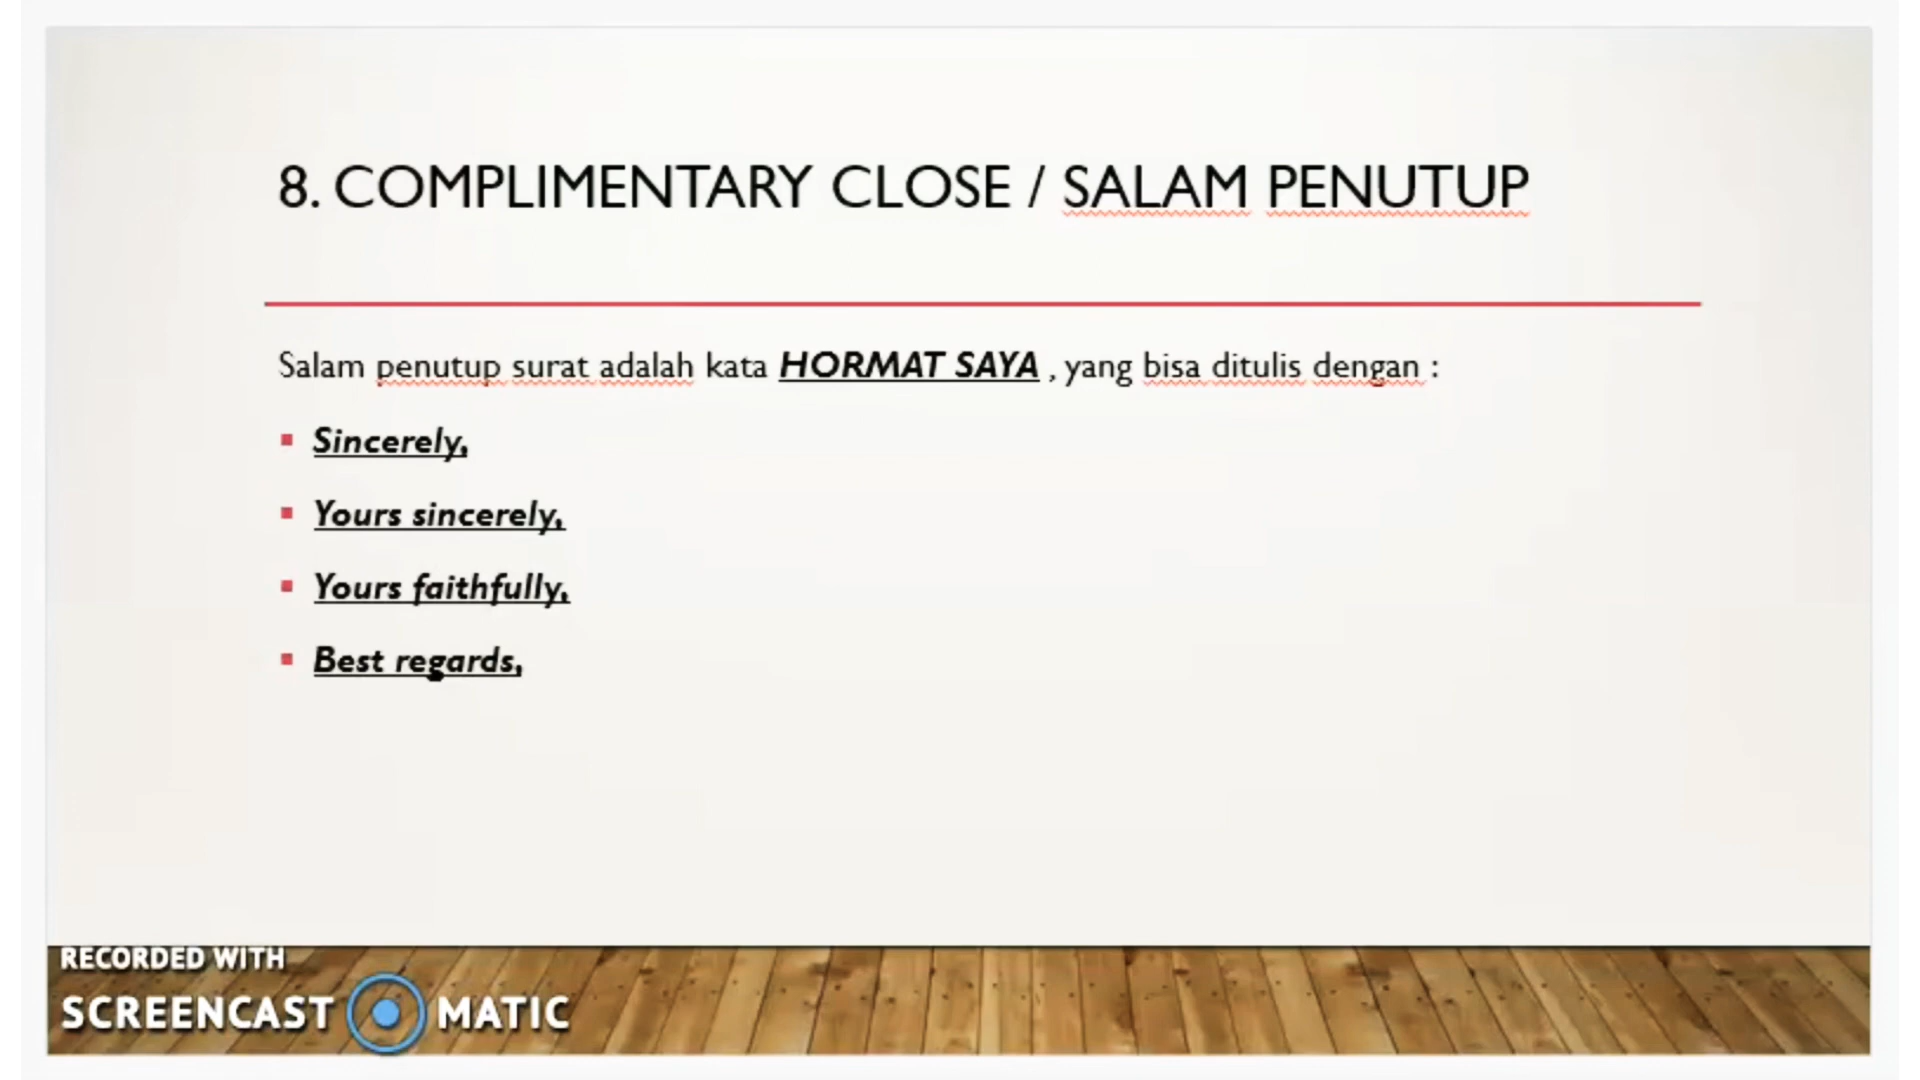 8. COMPLIMENTARY CLOSE / SALAM PENUTUP
Salam penutup surat adalah kata HORMAT SAYA , yang bisa ditulis dengan :
Sincerely,
Yours sincerely,
Yours faithfully,
Best regards,
RECORDED WITH
SCREENCAST MATIC